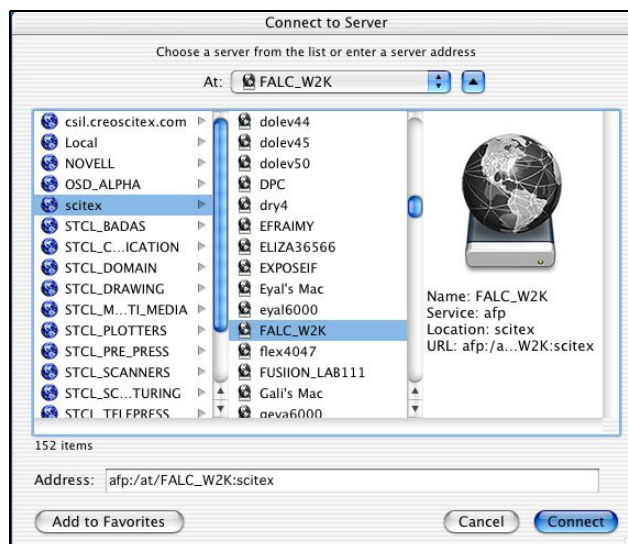 Connect to Server
Choose a server from the list or enter a server address
At: FALC_W2K
csil.creoscitex.com
Local
NOVELL
OSD_ALPHA
scitex
STCL_BADAS
STCL_C...ICATION
STCL_DOMAIN
STCL_DRAWING
STCL_M...TI_MEDIA
STCL_PLOTTERS
STCL_PRE_PRESS
STCL_SCANNERS
STCL_SC...TURING
STCL_TELEPRESS
dolev44
dolev45
dolev50
DPC
dry4
EFRAIMY
ELIZA36566
EXPOSEIF
Eyal's Mac
eyal6000
FALC_W2K
flex4047
FUSIION_LAB111
Gali's Mac
geva6000
Name: FALC_W2K
Service: afp
Location: scitex
URL: afp:/a...W2K:scitex
152 items
Address: afp:/at/FALC_W2K:scitex
Add to Favorites
Cancel
Connect